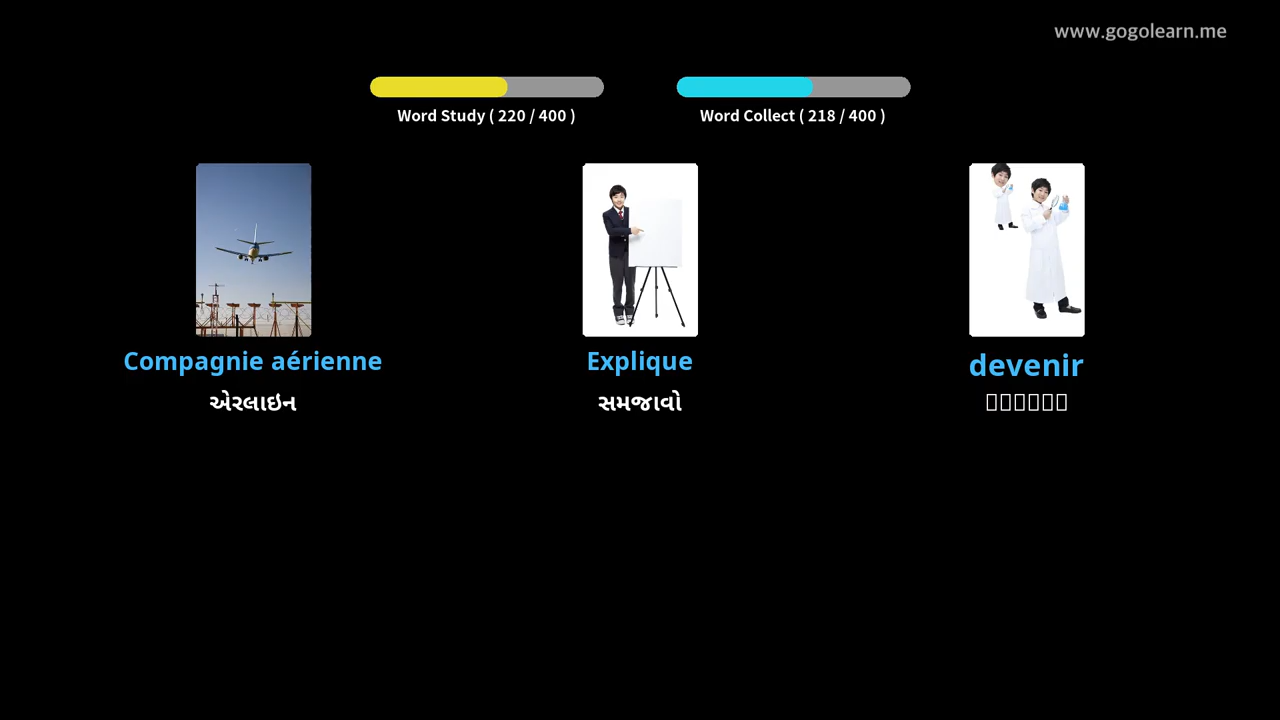 www.gogolearn.me
Word Study ( 220 / 400 )
Word Collect ( 218 / 400 )
Compagnie aérienne
Explique
devenir
એરલાઇન
સમજાવો